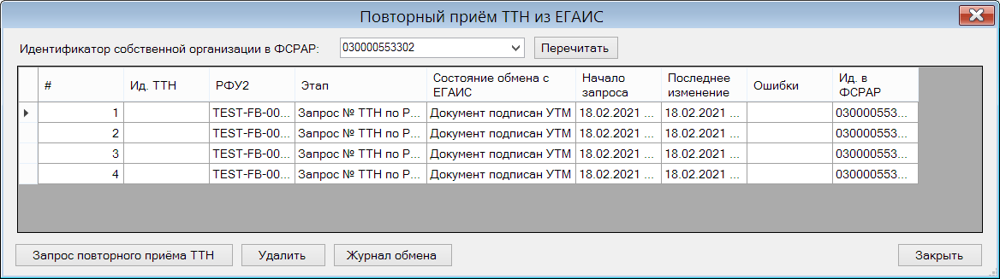 Повторный приём ТТН из ЕГАИС
Идентификатор собственной организации в ФСРАР: 030000553302 Перечитать
# Ид. ТТН РФУ2 Этап Состояние обмена с ЕГАИС Начало запроса Последнее изменение Ошибки Ид. в ФСРАР
1 TEST-FB-00... Запрос № ТТН по Р... Документ подписан УТМ 18.02.2021 ... 18.02.2021 ... 030000553...
2 TEST-FB-00... Запрос № ТТН по Р... Документ подписан УТМ 18.02.2021 ... 18.02.2021 ... 030000553...
3 TEST-FB-00... Запрос № ТТН по Р... Документ подписан УТМ 18.02.2021 ... 18.02.2021 ... 030000553...
4 TEST-FB-00... Запрос № ТТН по Р... Документ подписан УТМ 18.02.2021 ... 18.02.2021 ... 030000553...
Запрос повторного приёма ТТН Удалить Журнал обмена Закрыть